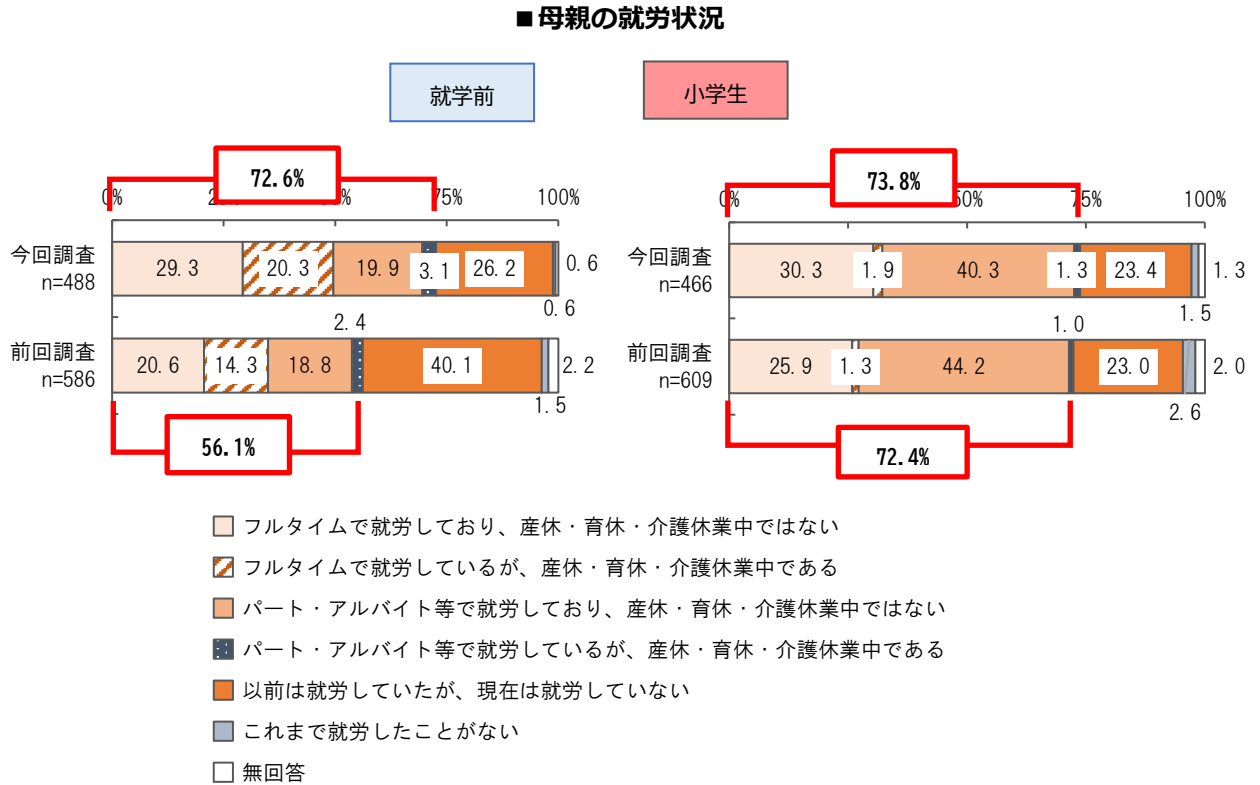 ■母親の就労状況
就学前
小学生
72.6%
0% 25% 50% 75% 100%
今回調査
n=488
29.3 20.3 19.9 3.1 26.2 0.6
0.6
2.4
前回調査
n=586
20.6 14.3 18.8 40.1 2.2
1.5
56.1%
73.8%
0% 50% 75% 100%
今回調査
n=466
30.3 1.9 40.3 1.3 23.4 1.3
1.5
1.0
前回調査
n=609
25.9 1.3 44.2 23.0 2.0
2.6
72.4%
フルタイムで就労しており、産休・育休・介護休業中ではない
フルタイムで就労しているが、産休・育休・介護休業中である
パート・アルバイト等で就労しており、産休・育休・介護休業中ではない
パート・アルバイト等で就労しているが、産休・育休・介護休業中である
以前は就労していたが、現在は就労していない
これまで就労したことがない
無回答